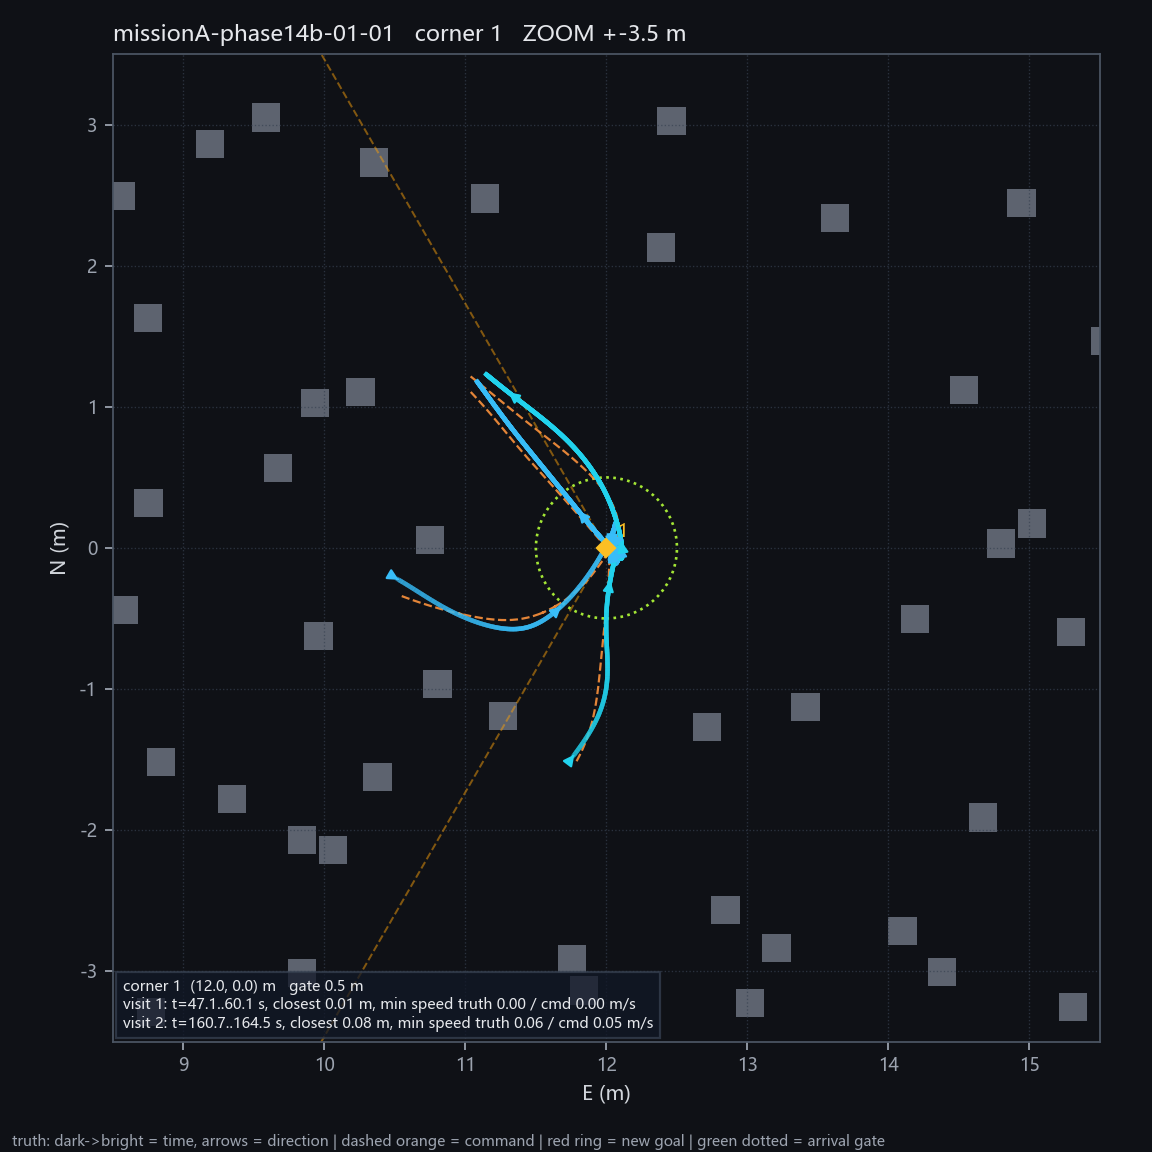 missionA-phase14b-01-01   corner 1   ZOOM +-3.5 m
N (m)
3
2
1
0
-1
-2
-3
1
corner 1  (12.0, 0.0) m   gate 0.5 m
visit 1: t=47.1..60.1 s, closest 0.01 m, min speed truth 0.00 / cmd 0.00 m/s
visit 2: t=160.7..164.5 s, closest 0.08 m, min speed truth 0.06 / cmd 0.05 m/s
9 10 11 12 13 14 15
E (m)
truth: dark->bright = time, arrows = direction | dashed orange = command | red ring = new goal | green dotted = arrival gate